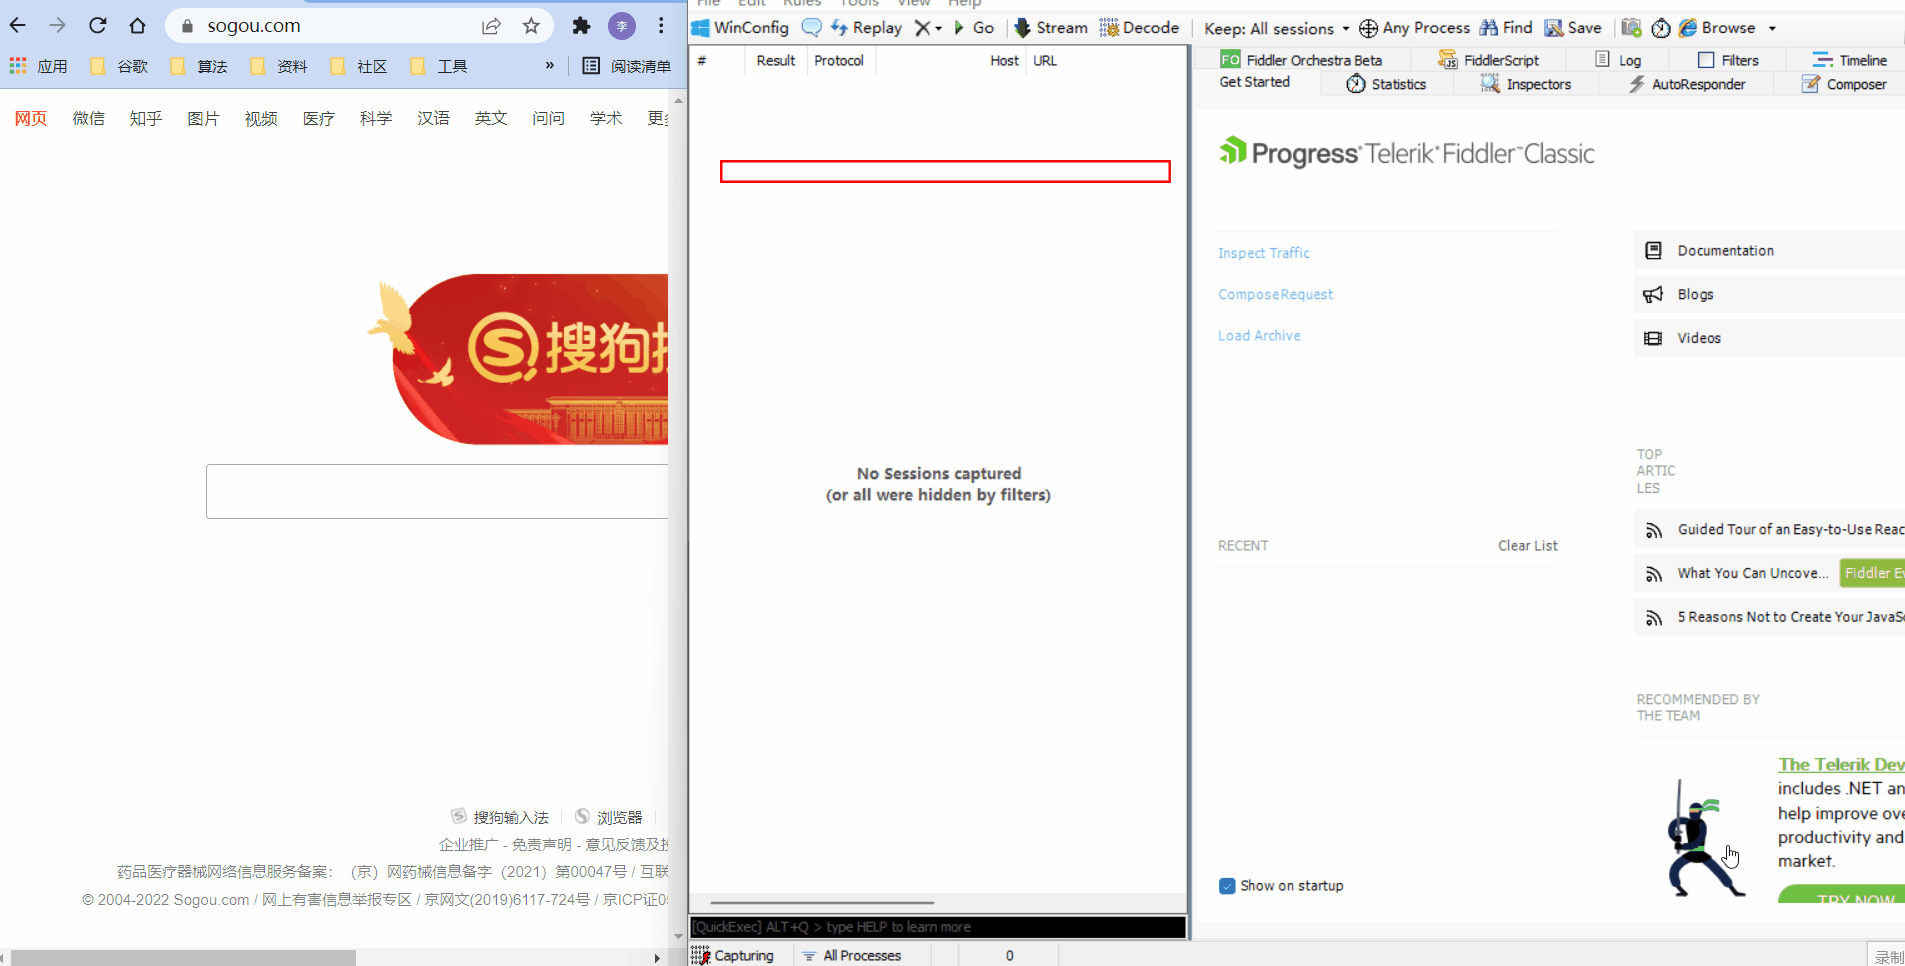 sogou.com
李
应用 谷歌 算法 资料 社区 工具 » 阅读清单
网页 微信 知乎 图片 视频 医疗 科学 汉语 英文 问问 学术
搜狗
搜狗输入法 浏览器
企业推广 - 免责声明 - 意见反馈及
药品医疗器械网络信息服务备案：（京）网药械信息备字（2021）第00047号 / 互联
© 2004-2022 Sogou.com / 网上有害信息举报专区 / 京网文(2019)6117-724号 / 京ICP证0
File Edit Rules Tools View Help
WinConfig Replay Go Stream Decode Keep: All sessions Any Process Find Save Browse
# Result Protocol Host URL
No Sessions captured
(or all were hidden by filters)
[QuickExec] ALT+Q > type HELP to learn more
Capturing All Processes 0
FO Fiddler Orchestra Beta FiddlerScript Log Filters Timeline
Get Started Statistics Inspectors AutoResponder Composer
Progress Telerik Fiddler Classic
Inspect Traffic
Compose Request
Load Archive
RECENT Clear List
Show on startup
Documentation
Blogs
Videos
TOP
ARTIC
LES
Guided Tour of an Easy-to-Use Reac
What You Can Uncove... Fiddler Ev
5 Reasons Not to Create Your JavaSc
RECOMMENDED BY
THE TEAM
The Telerik Dev
includes .NET an
help improve ove
productivity and
market.
TRY NOW
录制